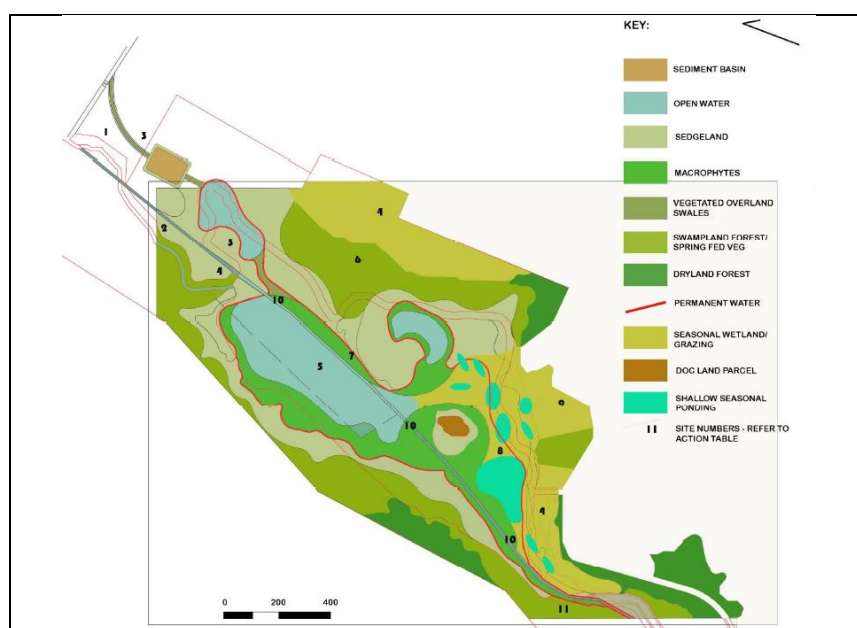 KEY:
SEDIMENT BASIN
OPEN WATER
SEDGELAND
MACROPHYTES
VEGETATED OVERLAND
SWALES
SWAMPLAND FOREST/
SPRING FED VEG
DRYLAND FOREST
PERMANENT WATER
SEASONAL WETLAND/
GRAZING
DOC LAND PARCEL
SHALLOW SEASONAL
PONDING
11 SITE NUMBERS - REFER TO
ACTION TABLE
1
3
2
3
4
4
6
10
7
5
10
9
8
4
10
11
0 200 400